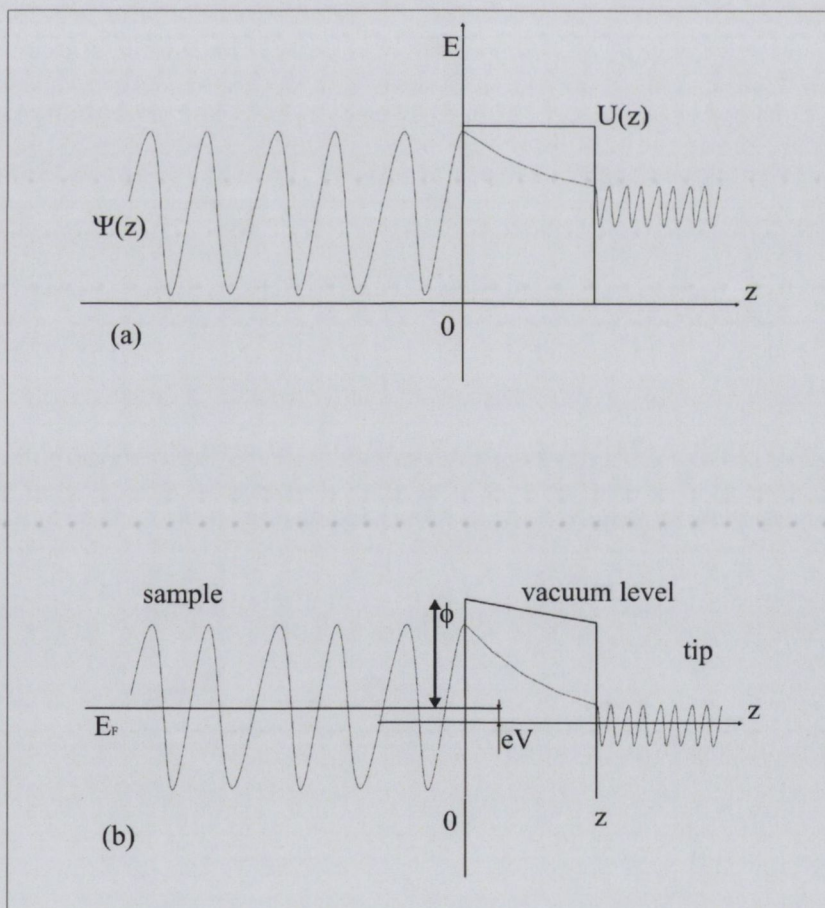 E
U(z)
Ψ(z)
z
0
(a)
sample
vacuum level
ϕ
tip
E_F
z
eV
0
z
(b)